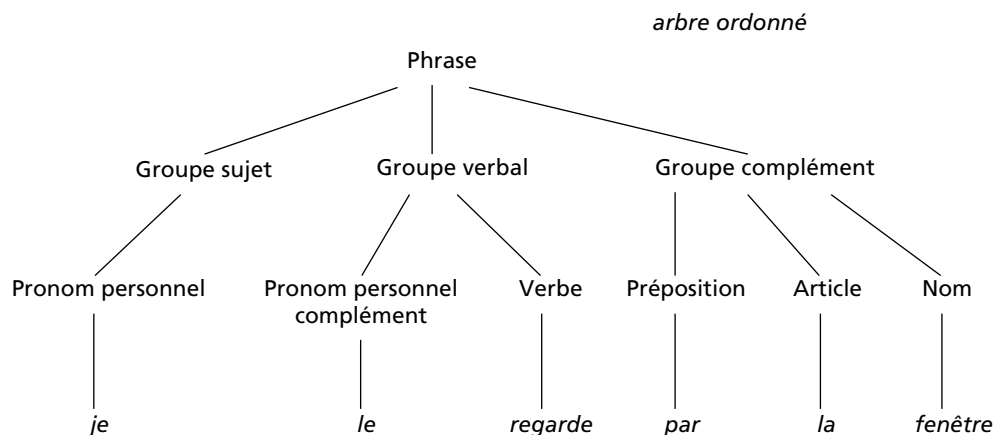 arbre ordonné
Phrase
Groupe sujet Groupe verbal Groupe complément
Pronom personnel Pronom personnel Verbe Préposition Article Nom
complément
je le regarde par la fenêtre